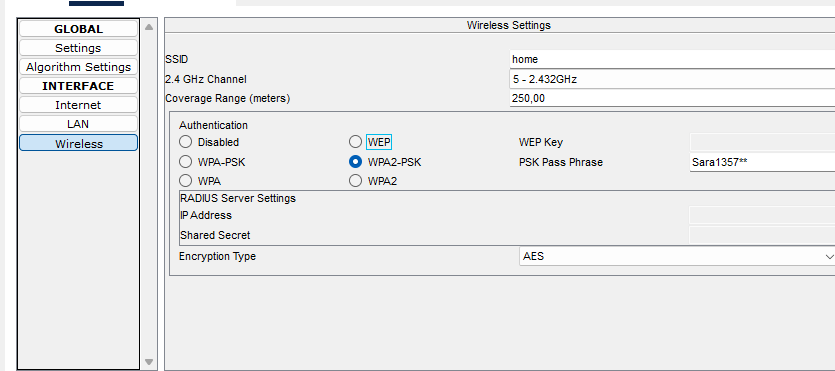 Wireless Settings
GLOBAL
Settings
Algorithm Settings
INTERFACE
Internet
LAN
Wireless
SSID home
2.4 GHz Channel 5 - 2.432GHz
Coverage Range (meters) 250,00
Authentication
Disabled WEP WEP Key
WPA-PSK WPA2-PSK PSK Pass Phrase Sara1357**
WPA WPA2
RADIUS Server Settings
IP Address
Shared Secret
Encryption Type AES